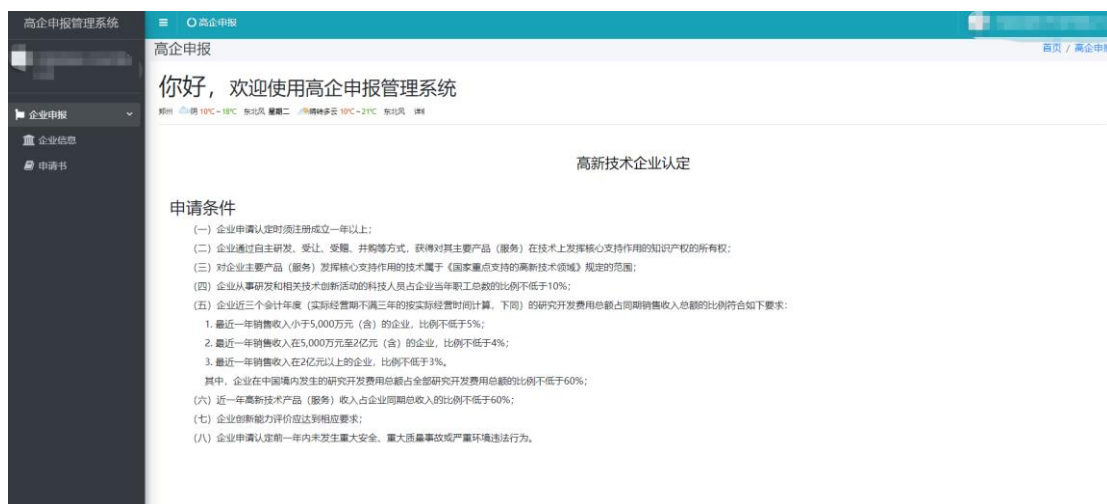 高企申报管理系统
高企申报
高企申报
首页 / 高企申报
你好，欢迎使用高企申报管理系统
郑州 阴 10℃~18℃ 东北风 星期二 晴转多云 10℃~21℃ 东北风
企业申报
企业信息
申请书
高新技术企业认定
申请条件
（一）企业申请认定时须注册成立一年以上；
（二）企业通过自主研发、受让、受赠、并购等方式，获得对其主要产品（服务）在技术上发挥核心支持作用的知识产权的所有权；
（三）对企业主要产品（服务）发挥核心支持作用的技术属于《国家重点支持的高新技术领域》规定的范围；
（四）企业从事研发和相关技术创新活动的科技人员占企业当年职工总数的比例不低于10%；
（五）企业近三个会计年度（实际经营期不满三年的按实际经营时间计算，下同）的研究开发费用总额占同期销售收入总额的比例符合如下要求：
1. 最近一年销售收入小于5,000万元（含）的企业，比例不低于5%；
2. 最近一年销售收入在5,000万元至2亿元（含）的企业，比例不低于4%；
3. 最近一年销售收入在2亿元以上的企业，比例不低于3%。
其中，企业在中国境内发生的研究开发费用总额占全部研究开发费用总额的比例不低于60%；
（六）近一年高新技术产品（服务）收入占企业同期总收入的比例不低于60%；
（七）企业创新能力评价应达到相应要求；
（八）企业申请认定前一年内未发生重大安全、重大质量事故或严重环境违法行为。